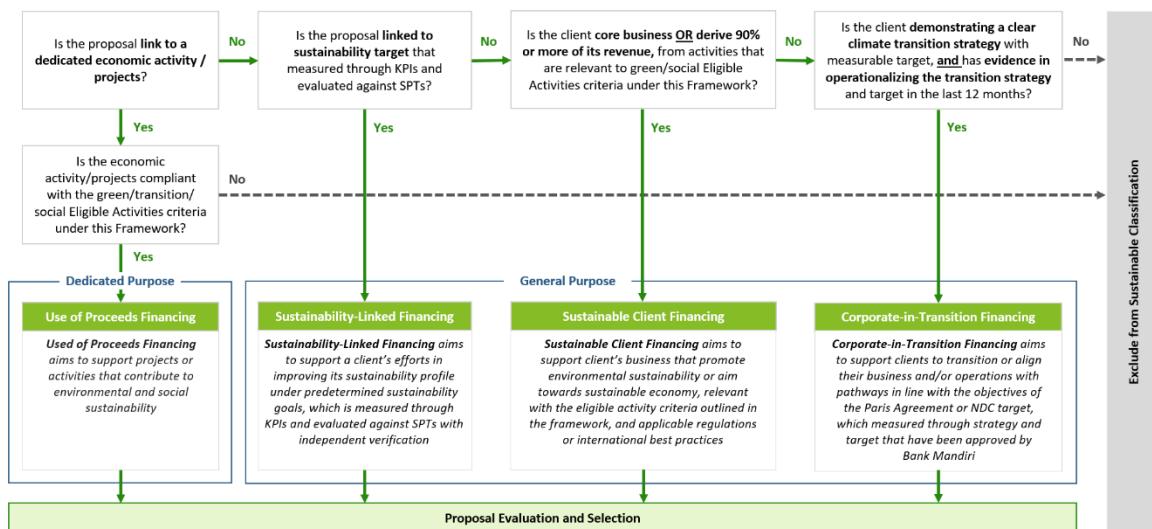 Is the proposal link to a
dedicated economic activity /
projects?
No
Is the proposal linked to
sustainability target that
measured through KPIs and
evaluated against SPTs?
No
Is the client core business OR derive 90%
or more of its revenue, from activities that
are relevant to green/social Eligible
Activities criteria under this Framework?
No
Is the client demonstrating a clear
climate transition strategy with
measurable target, and has evidence in
operationalizing the transition strategy
and target in the last 12 months?
No
Yes
Yes
Yes
Yes
Is the economic
activity/projects compliant
with the green/transition/
social Eligible Activities criteria
under this Framework?
No
Yes
Exclude from Sustainable Classification
Dedicated Purpose
General Purpose
Use of Proceeds Financing
Used of Proceeds Financing
aims to support projects or
activities that contribute to
environmental and social
sustainability
Sustainability-Linked Financing
Sustainability-Linked Financing aims
to support a client's efforts in
improving its sustainability profile
under predetermined sustainability
goals, which is measured through
KPIs and evaluated against SPTs with
independent verification
Sustainable Client Financing
Sustainable Client Financing aims to
support client's business that promote
environmental sustainability or aim
towards sustainable economy, relevant
with the eligible activity criteria outlined in
the framework, and applicable regulations
or international best practices
Corporate-in-Transition Financing
Corporate-in-Transition Financing aims
to support clients to transition or align
their business and/or operations with
pathways in line with the objectives of
the Paris Agreement or NDC target,
which measured through strategy and
target that have been approved by
Bank Mandiri
Proposal Evaluation and Selection